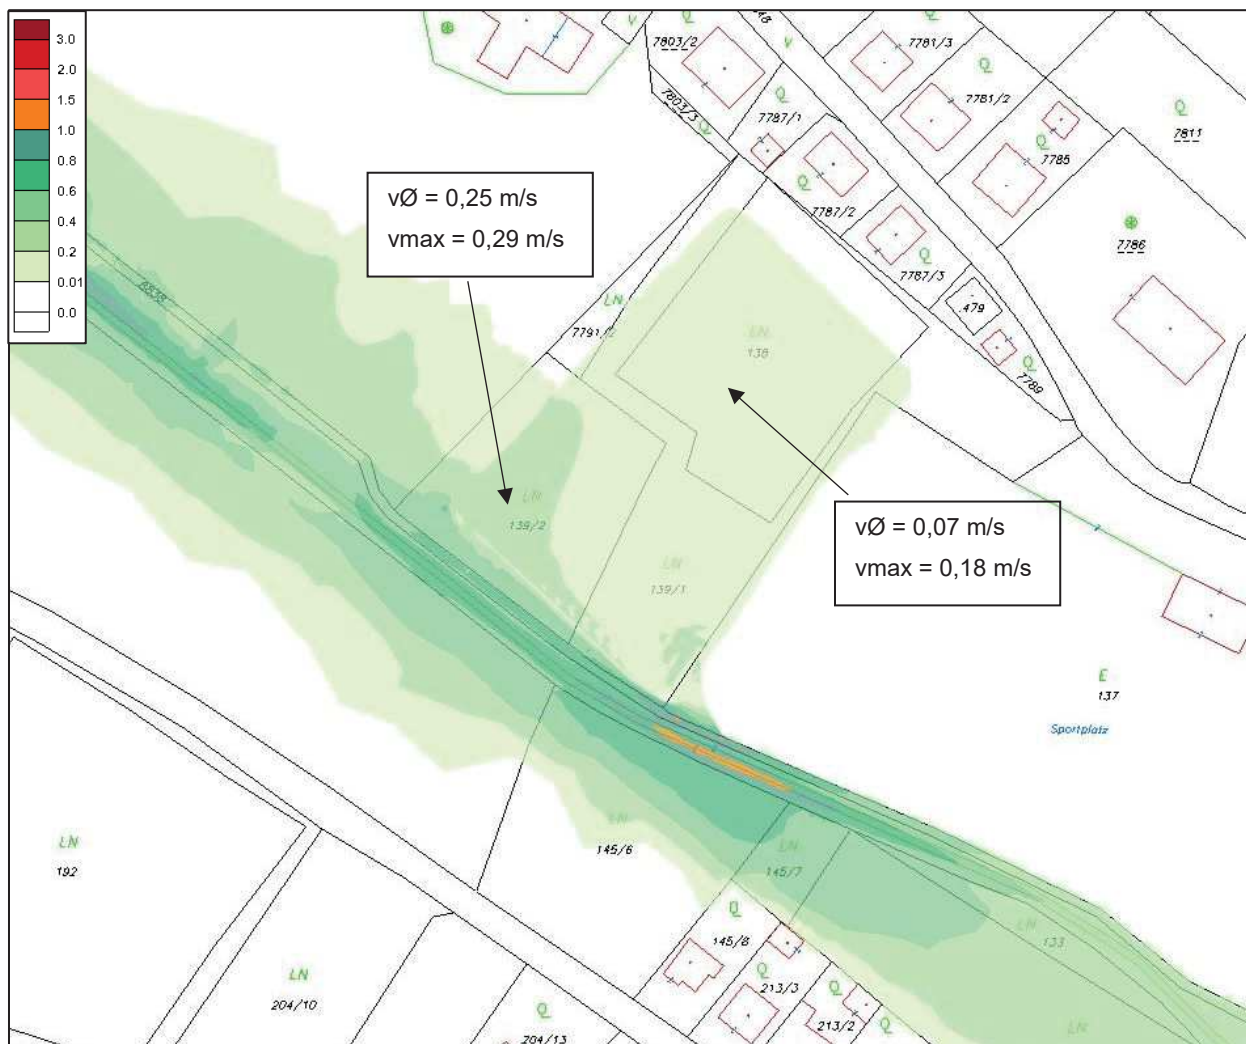 3.0
2.0
1.5
1.0
0.8
0.6
0.4
0.2
0.01
0.0
V
Q
7803/2
V
Q
7781/3
Q
7781/2
Q
7811
7803/3
Q
Q
7787/1
Q
7785
vØ = 0,25 m/s
vmax = 0,29 m/s
Q
7787/2
7786
Q
7787/3
LN
7791/2
479
Q
7789
LN
138
LN
139/2
vØ = 0,07 m/s
vmax = 0,18 m/s
LN
139/1
E
137
Sportplatz
LN
192
LN
145/6
LN
145/7
Q
145/8
LN
133
LN
204/10
Q
213/3
Q
213/2
Q
Q
204/13
LN